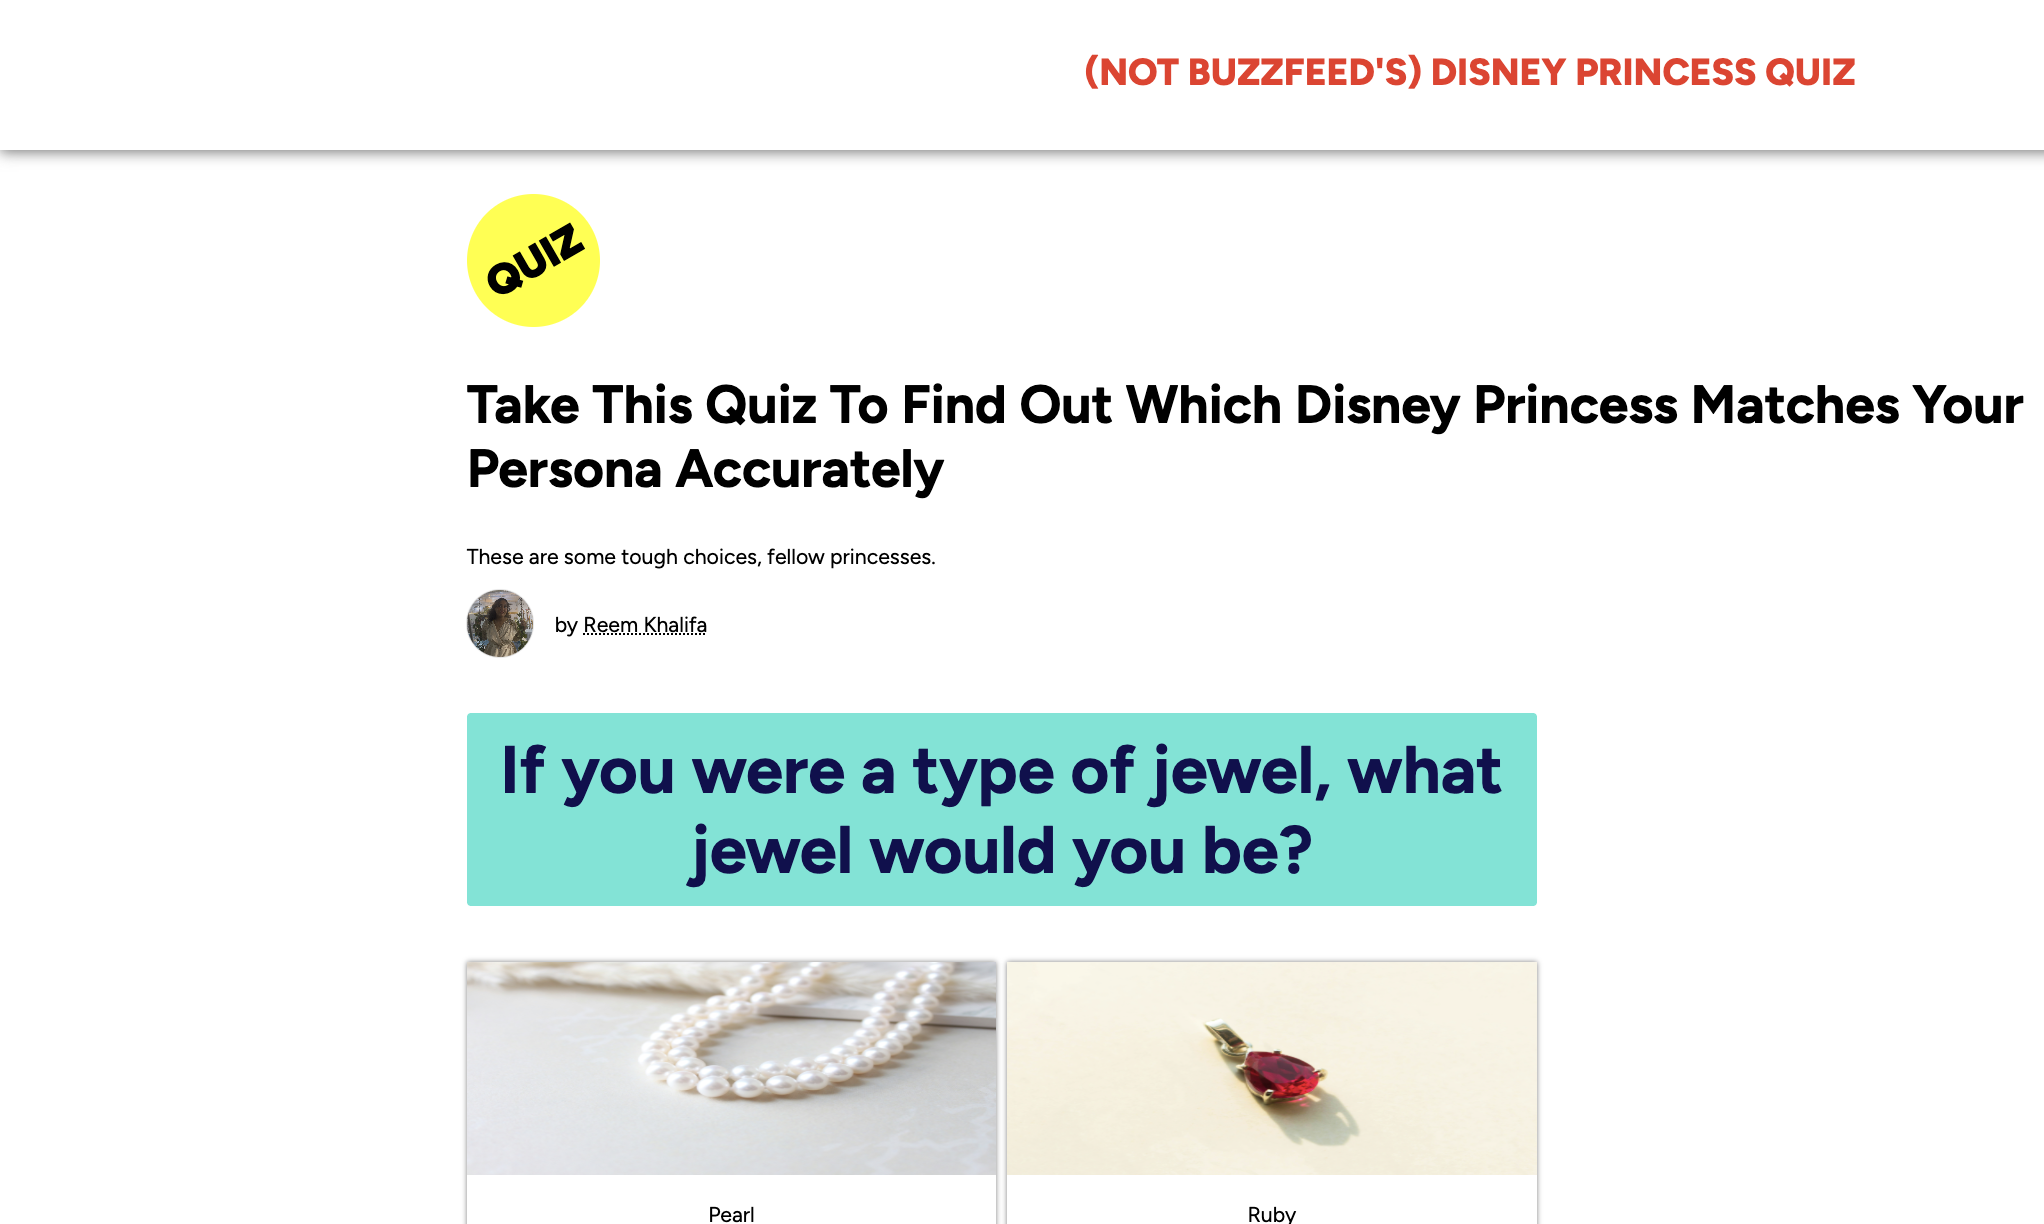 (NOT BUZZFEED'S) DISNEY PRINCESS QUIZ
QUIZ
Take This Quiz To Find Out Which Disney Princess Matches Your
Persona Accurately
These are some tough choices, fellow princesses.
by Reem Khalifa
If you were a type of jewel, what
jewel would you be?
Pearl
Ruby